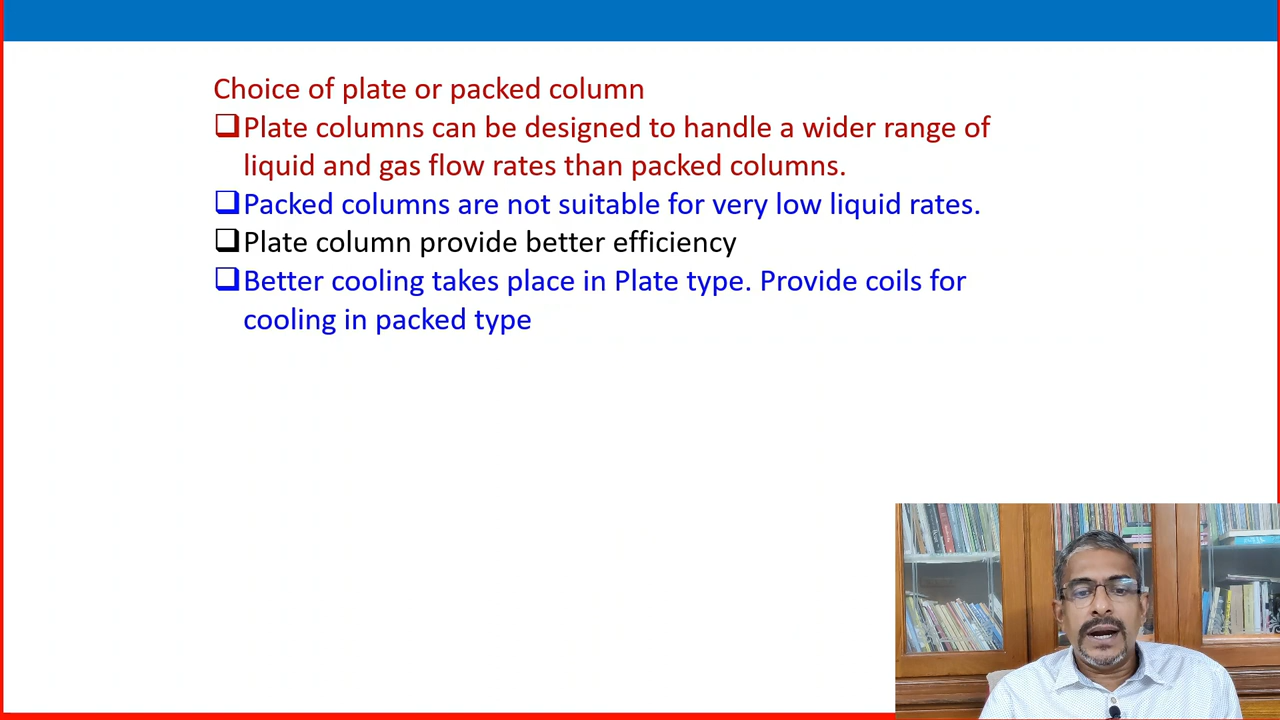 Choice of plate or packed column
❑Plate columns can be designed to handle a wider range of
liquid and gas flow rates than packed columns.
❑Packed columns are not suitable for very low liquid rates.
❑Plate column provide better efficiency
❑Better cooling takes place in Plate type. Provide coils for
cooling in packed type